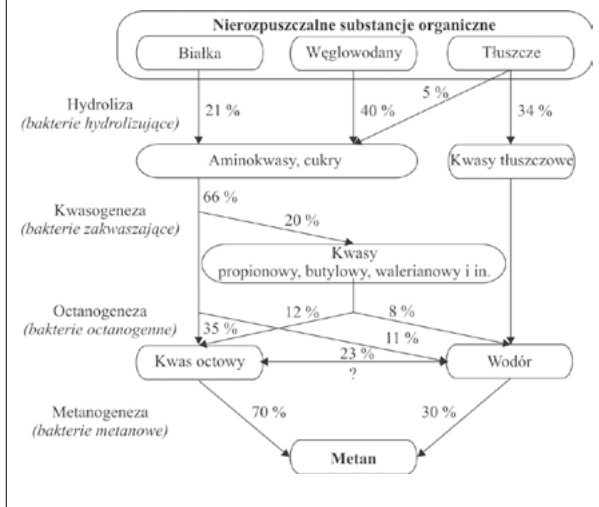 Nierozpuszczalne substancje organiczne
Białka
Węglowodany
Tłuszcze
Hydroliza
(bakterie hydrolizujące)
21 %
40 %
5 %
34 %
Aminokwasy, cukry
Kwasy tłuszczowe
66 %
Kwasogeneza
(bakterie zakwaszające)
20 %
Kwasy
propionowy, butylowy, walerianowy i in.
Octanogeneza
(bakterie octanogenne)
35 %
12 %
8 %
11 %
Kwas octowy
23 %
?
Wodór
Metanogeneza
(bakterie metanowe)
70 %
30 %
Metan